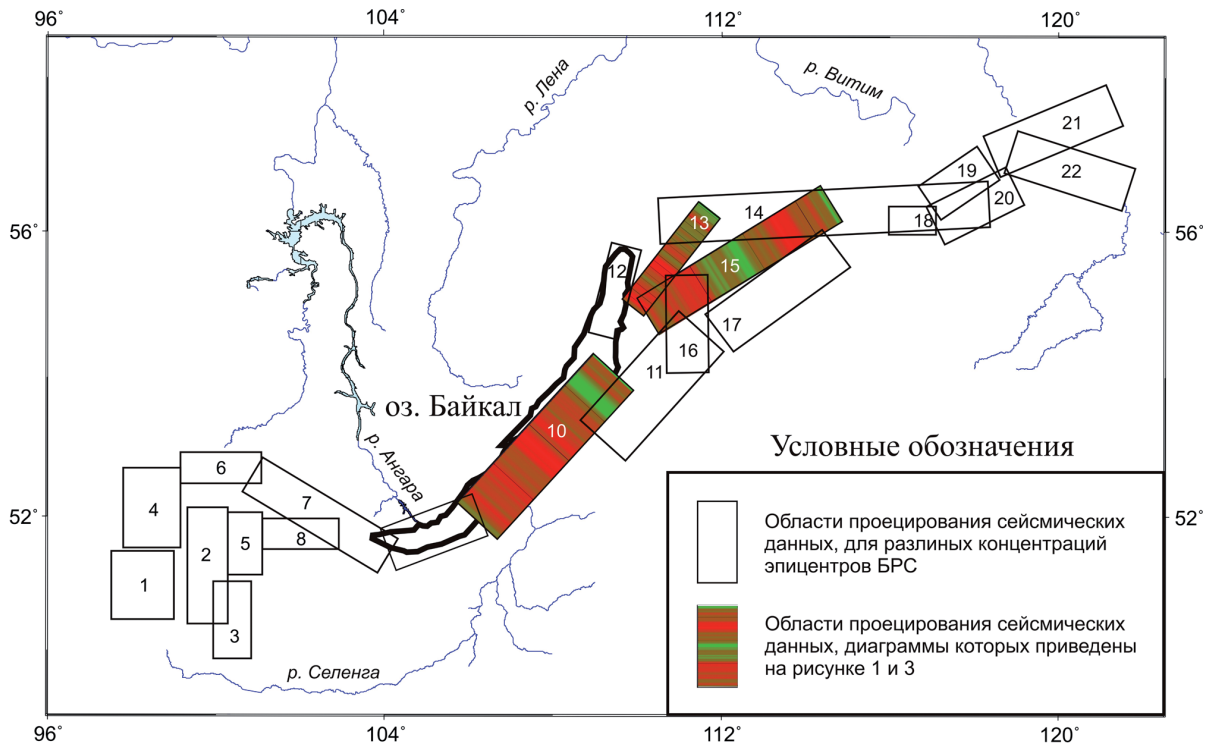 96° 104° 112° 120°
р. Лена
р. Витим
21
22
19
20
14
18
13
56° 56°
15
12
17
16
11
оз. Байкал
10
Условные обозначения
р. Ангара
6
7
4
52° 52°
8
2
5
1
3
р. Селенга
Области проецирования сейсмических
данных, для разлиных концентраций
эпицентров БРС
Области проецирования сейсмических
данных, диаграммы которых приведены
на рисунке 1 и 3
96° 104° 112° 120°